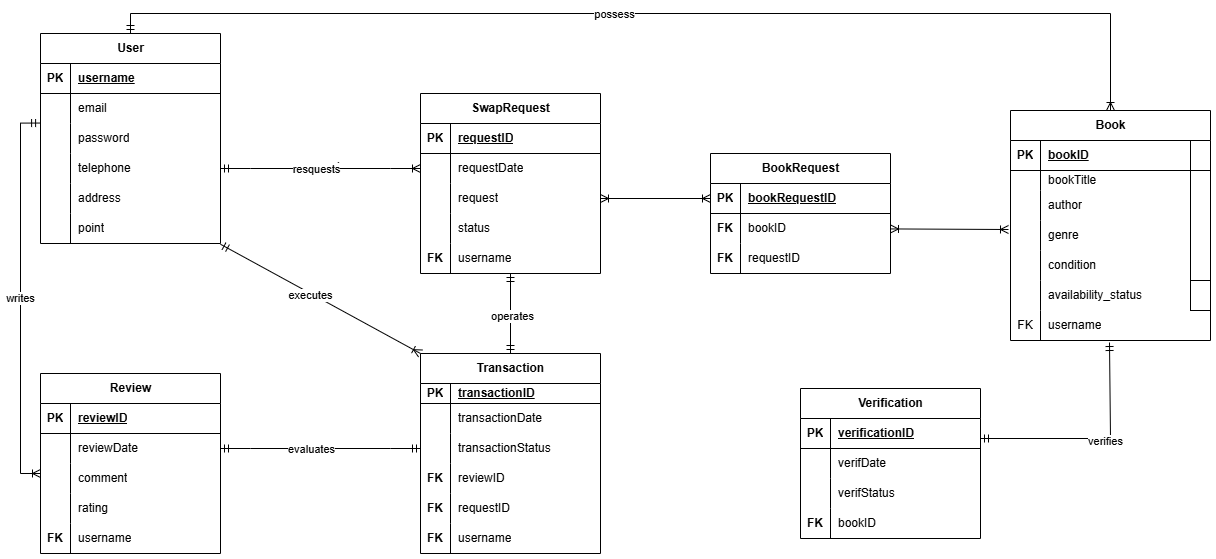 possess
User
PK username
email
password
telephone
address
point
SwapRequest
PK requestID
requestDate
request
status
FK username
resquests
BookRequest
PK bookRequestID
FK bookID
FK requestID
Book
PK bookID
bookTitle
author
genre
condition
availability_status
FK username
writes
executes
operates
Review
PK reviewID
reviewDate
comment
rating
FK username
evaluates
Transaction
PK transactionID
transactionDate
transactionStatus
FK reviewID
FK requestID
FK username
Verification
PK verificationID
verifDate
verifStatus
FK bookID
verifies